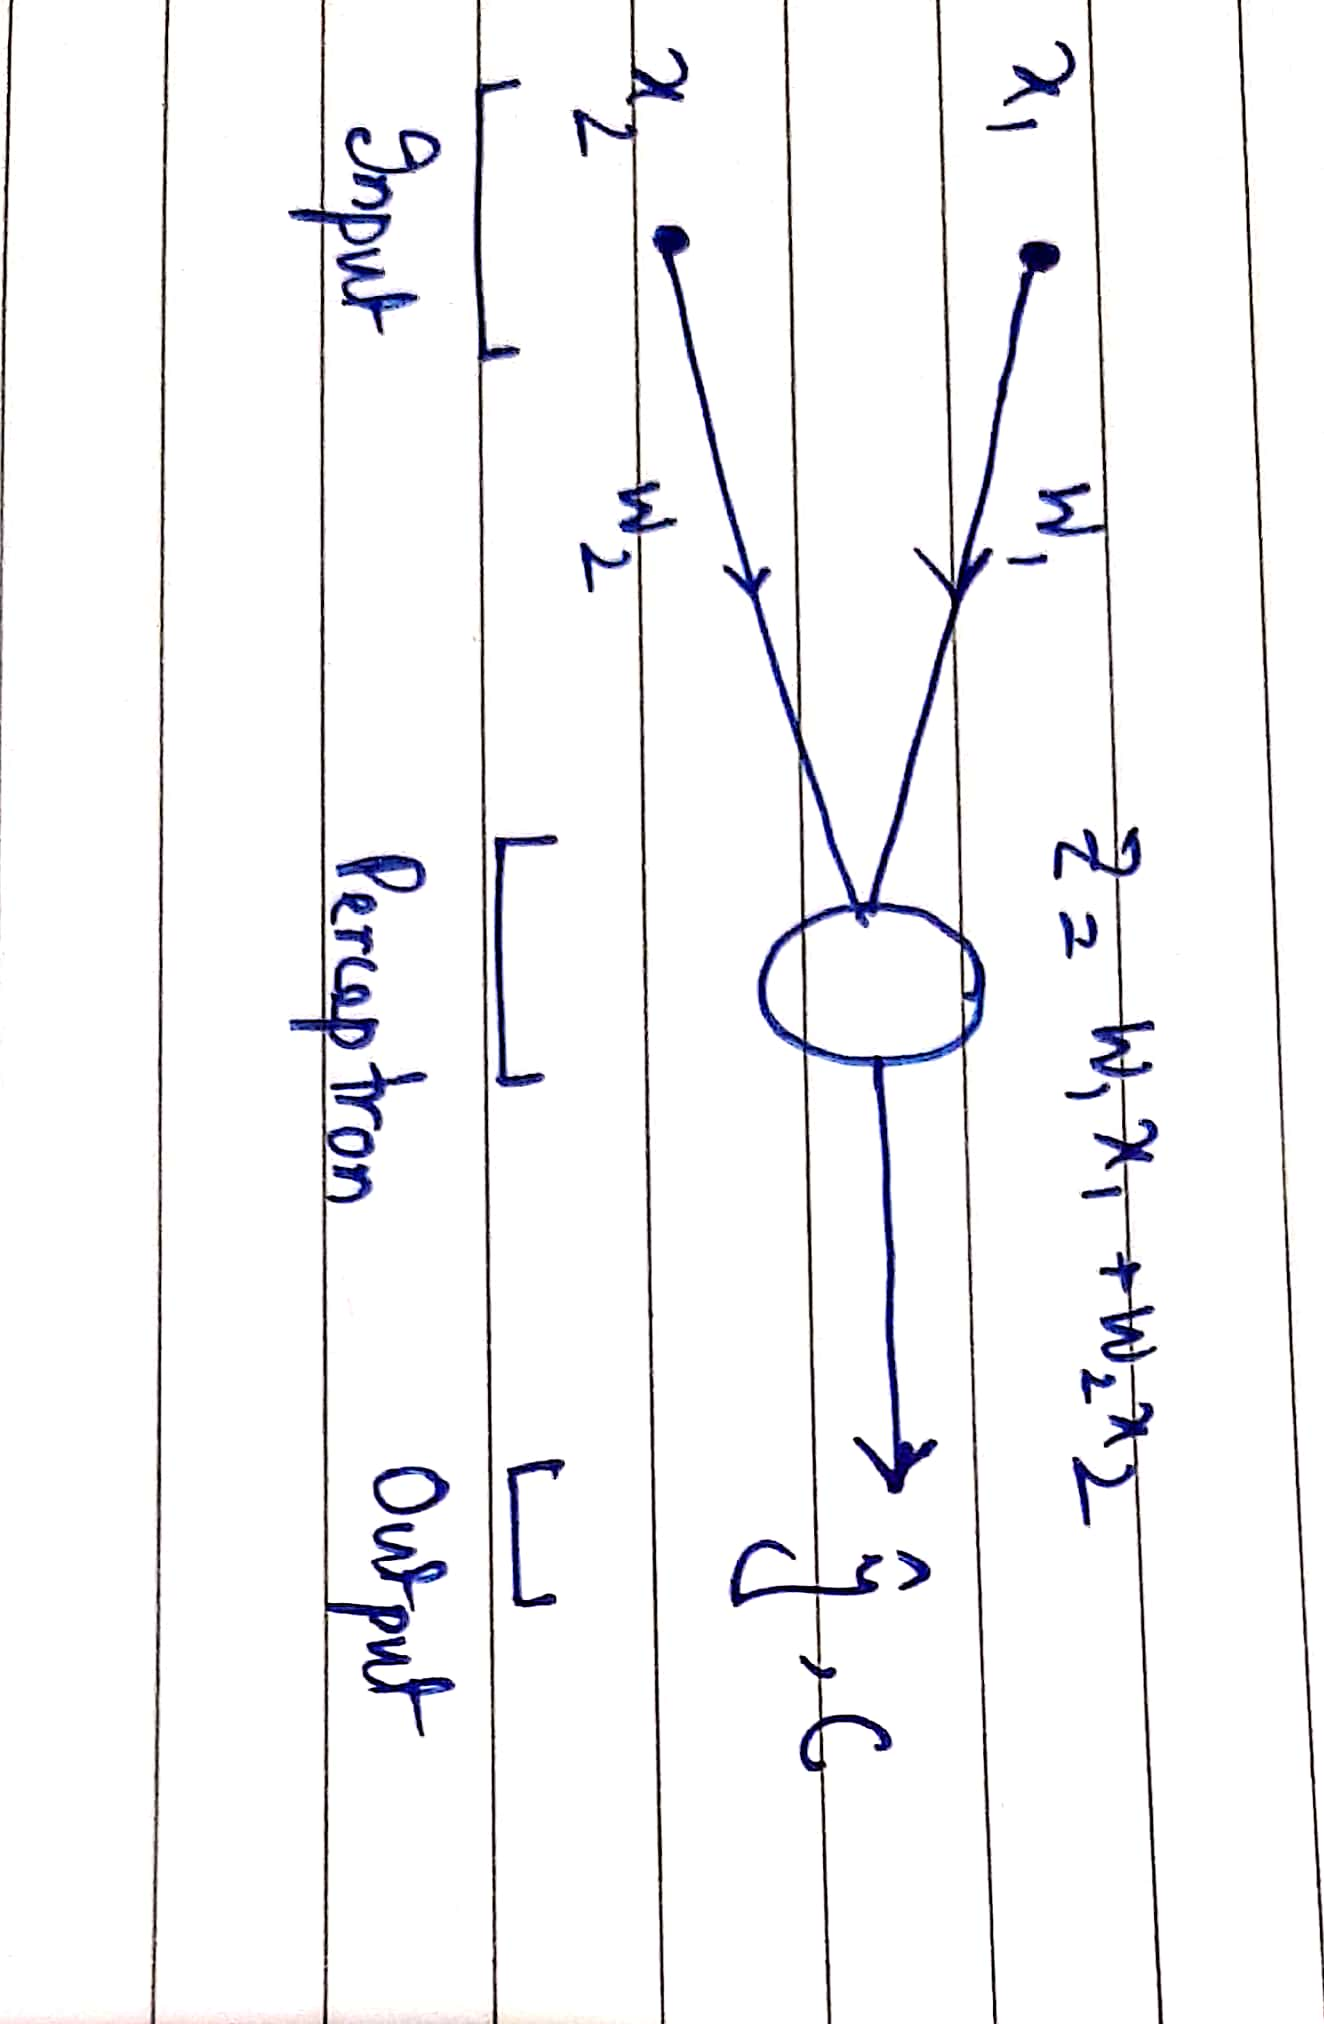 x₁ w₁ z = w₁x₁ + w₂x₂
ŷ, C
x₂ w₂
Input Perceptron Output